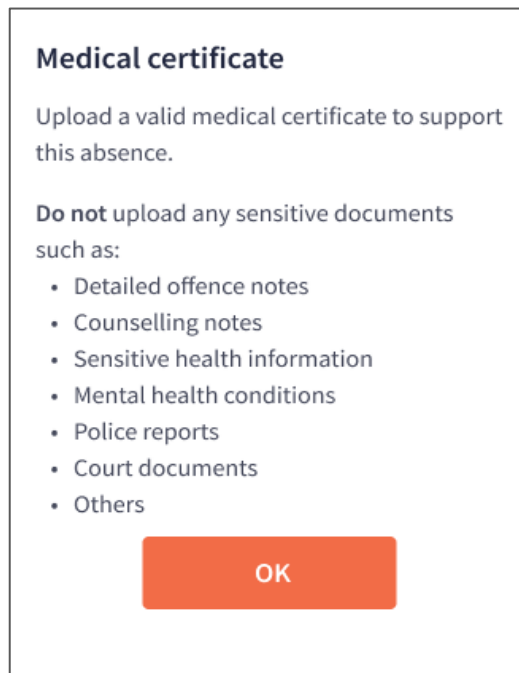 Medical certificate
Upload a valid medical certificate to support
this absence.
Do not upload any sensitive documents
such as:
• Detailed offence notes
• Counselling notes
• Sensitive health information
• Mental health conditions
• Police reports
• Court documents
• Others
OK